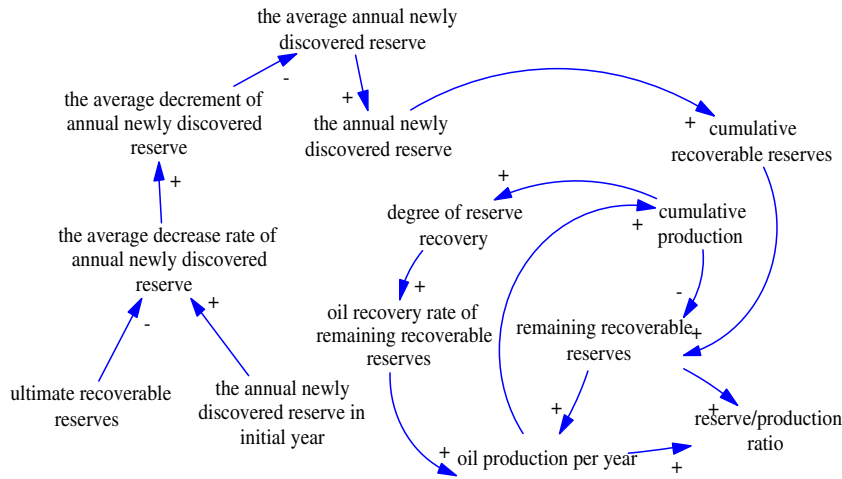 the average annual newly
discovered reserve
-
the average decrement of
annual newly discovered
reserve
+
the annual newly
discovered reserve
+
cumulative
recoverable reserves
+
+
degree of reserve
recovery
+
cumulative
production
the average decrease rate of
annual newly discovered
reserve
+
-
+
oil recovery rate of
remaining recoverable
reserves
-
remaining recoverable
reserves
+
-
ultimate recoverable
reserves
the annual newly
discovered reserve in
initial year
+
+
reserve/production
ratio
+
oil production per year
+